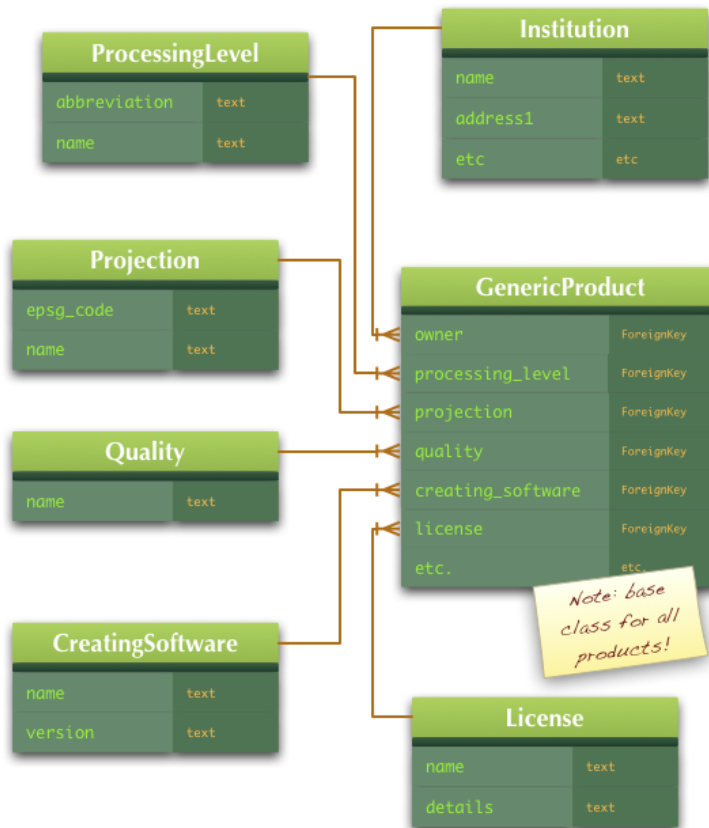 ProcessingLevel
abbreviation text
name text
Institution
name text
address1 text
etc etc
Projection
epsg_code text
name text
GenericProduct
owner ForeignKey
processing_level ForeignKey
projection ForeignKey
quality ForeignKey
creating_software ForeignKey
license ForeignKey
etc. etc.
Note: base
class for all
products!
Quality
name text
CreatingSoftware
name text
version text
License
name text
details text